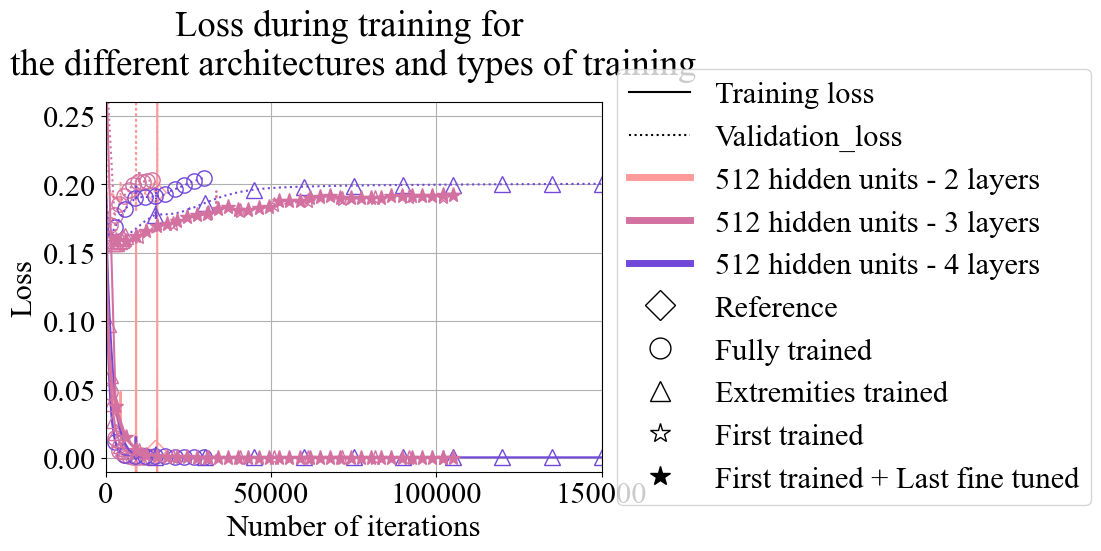 Loss during training for
the different architectures and types of training
0.25
0.20
0.15
0.10
0.05
0.00
Loss
0
50000
100000
150000
Number of iterations
Training loss
Validation_loss
512 hidden units - 2 layers
512 hidden units - 3 layers
512 hidden units - 4 layers
Reference
Fully trained
Extremities trained
First trained
First trained + Last fine tuned